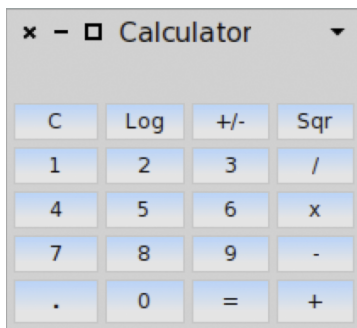 Calculator
C Log +/- Sqr
1 2 3 /
4 5 6 x
7 8 9 -
. 0 = +